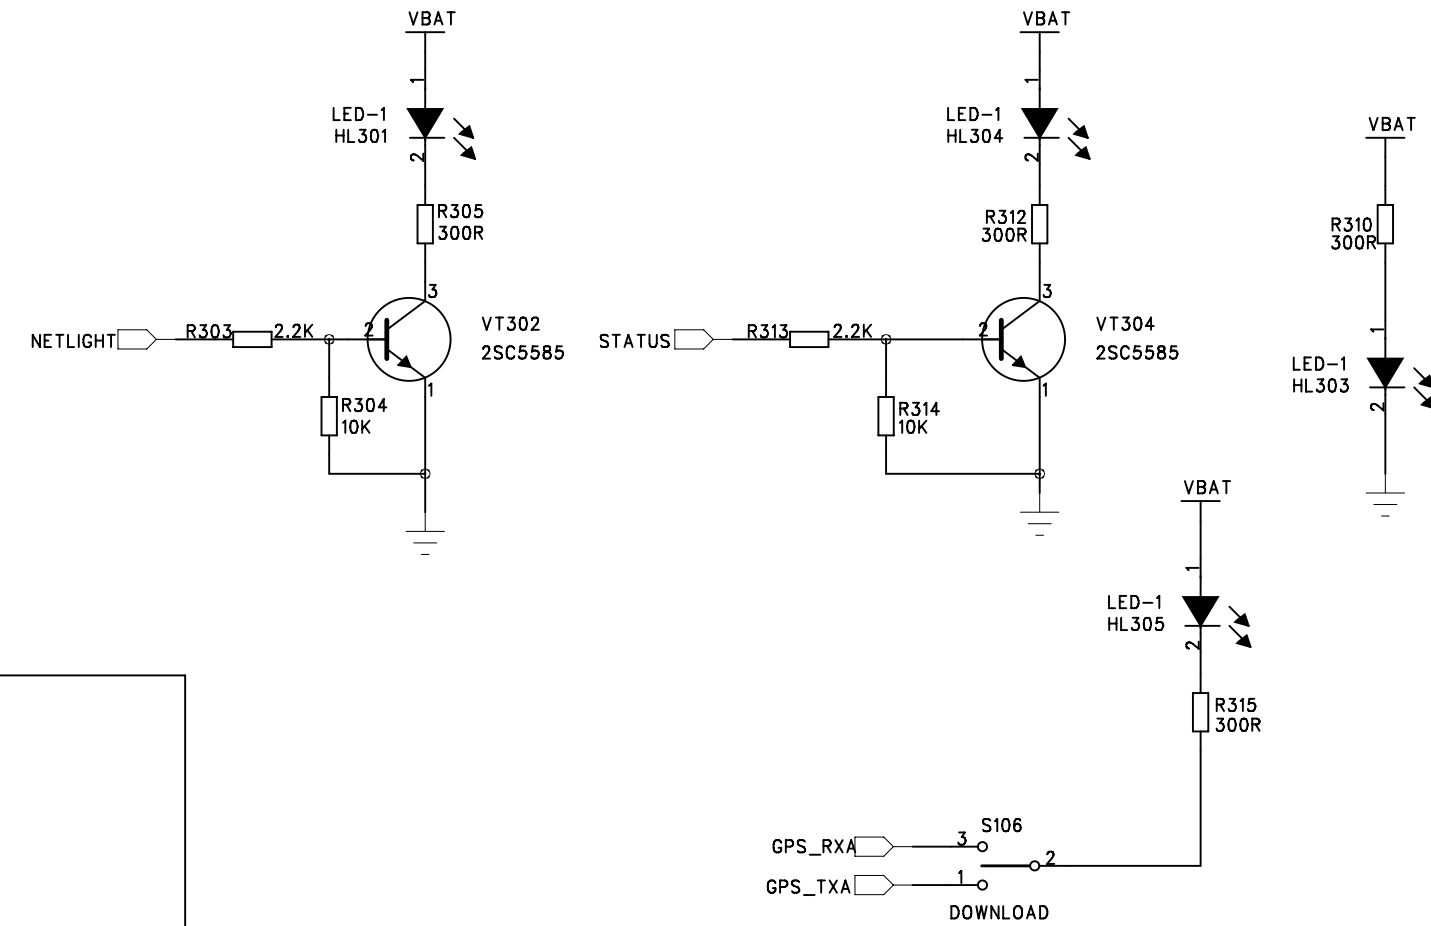 VBAT
1
LED-1
HL301
2
R305
300R
3
NETLIGHT
R303
2.2K
2
VT302
2SC5585
1
R304
10K
VBAT
1
LED-1
HL304
2
R312
300R
3
STATUS
R313
2.2K
2
VT304
2SC5585
1
R314
10K
VBAT
R310
300R
1
LED-1
HL303
2
VBAT
1
LED-1
HL305
2
R315
300R
S106
GPS_RXA
3
2
GPS_TXA
1
DOWNLOAD